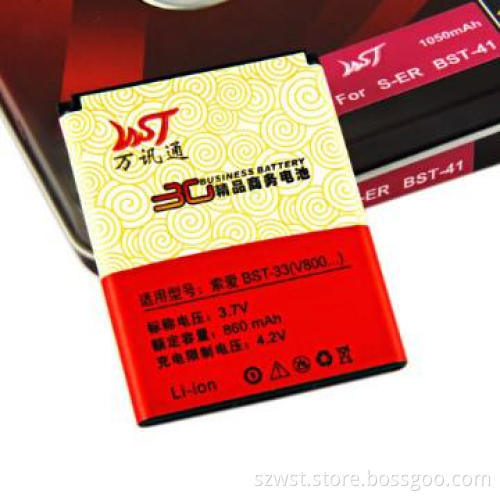 WST
1050mAh
For S-ER BST-41
S-ER BST-41
WST
万讯通
3C BUSINESS BATTERY
精品商务电池
适用型号: 索爱 BST-33(V800...)
标称电压: 3.7V
额定容量: 860 mAh
充电限制电压: 4.2V
Li-ion
szwst.store.bossgoo.com